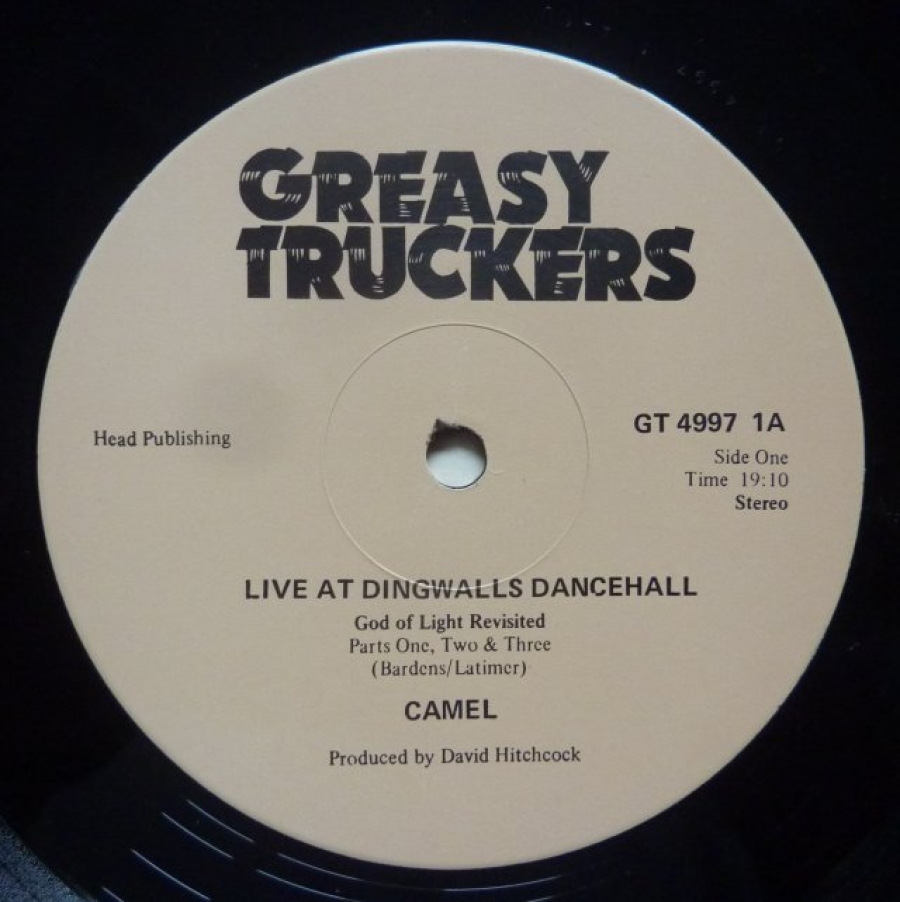 GREASY
TRUCKERS
Head Publishing
GT 4997 1A
Side One
Time 19:10
Stereo
LIVE AT DINGWALLS DANCEHALL
God of Light Revisited
Parts One, Two & Three
(Bardens/Latimer)
CAMEL
Produced by David Hitchcock